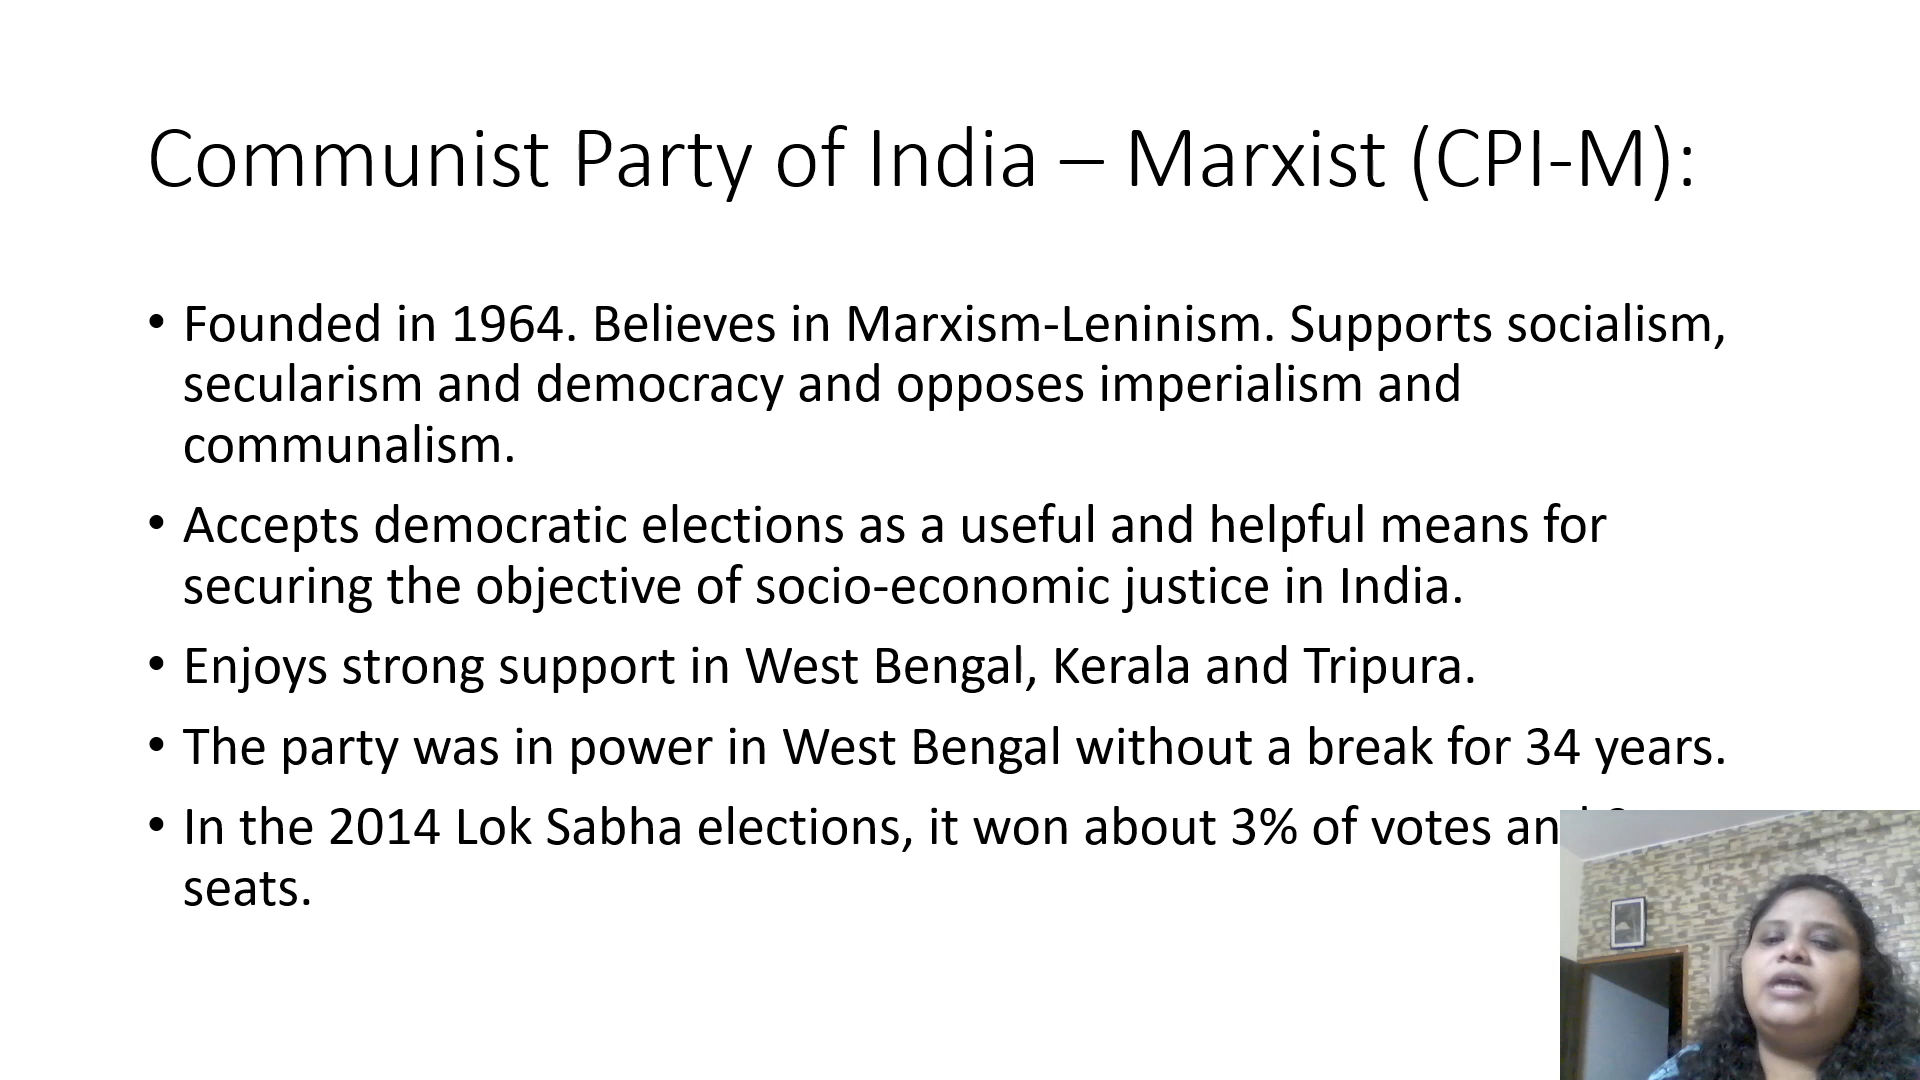 Communist Party of India – Marxist (CPI-M):
• Founded in 1964. Believes in Marxism-Leninism. Supports socialism,
secularism and democracy and opposes imperialism and
communalism.
• Accepts democratic elections as a useful and helpful means for
securing the objective of socio-economic justice in India.
• Enjoys strong support in West Bengal, Kerala and Tripura.
• The party was in power in West Bengal without a break for 34 years.
• In the 2014 Lok Sabha elections, it won about 3% of votes and
seats.